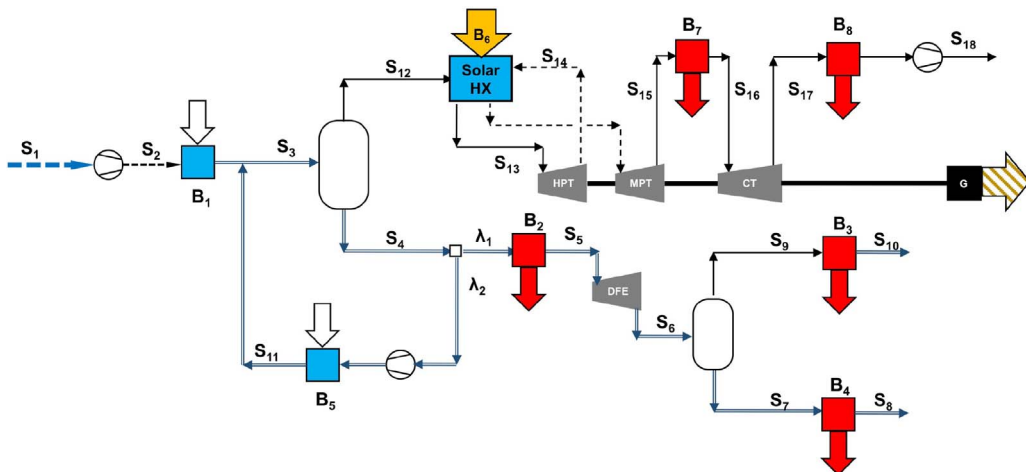 B₇
B₈
B₆
S₁₂
Solar
HX
S₁₄
S₁₅
S₁₆
S₁₇
S₁₈
S₁
S₂
B₁
S₃
S₁₃
HPT
MPT
CT
G
S₄
λ₁
B₂
S₅
S₉
B₃
S₁₀
λ₂
DFE
S₆
S₁₁
B₅
S₇
B₄
S₈